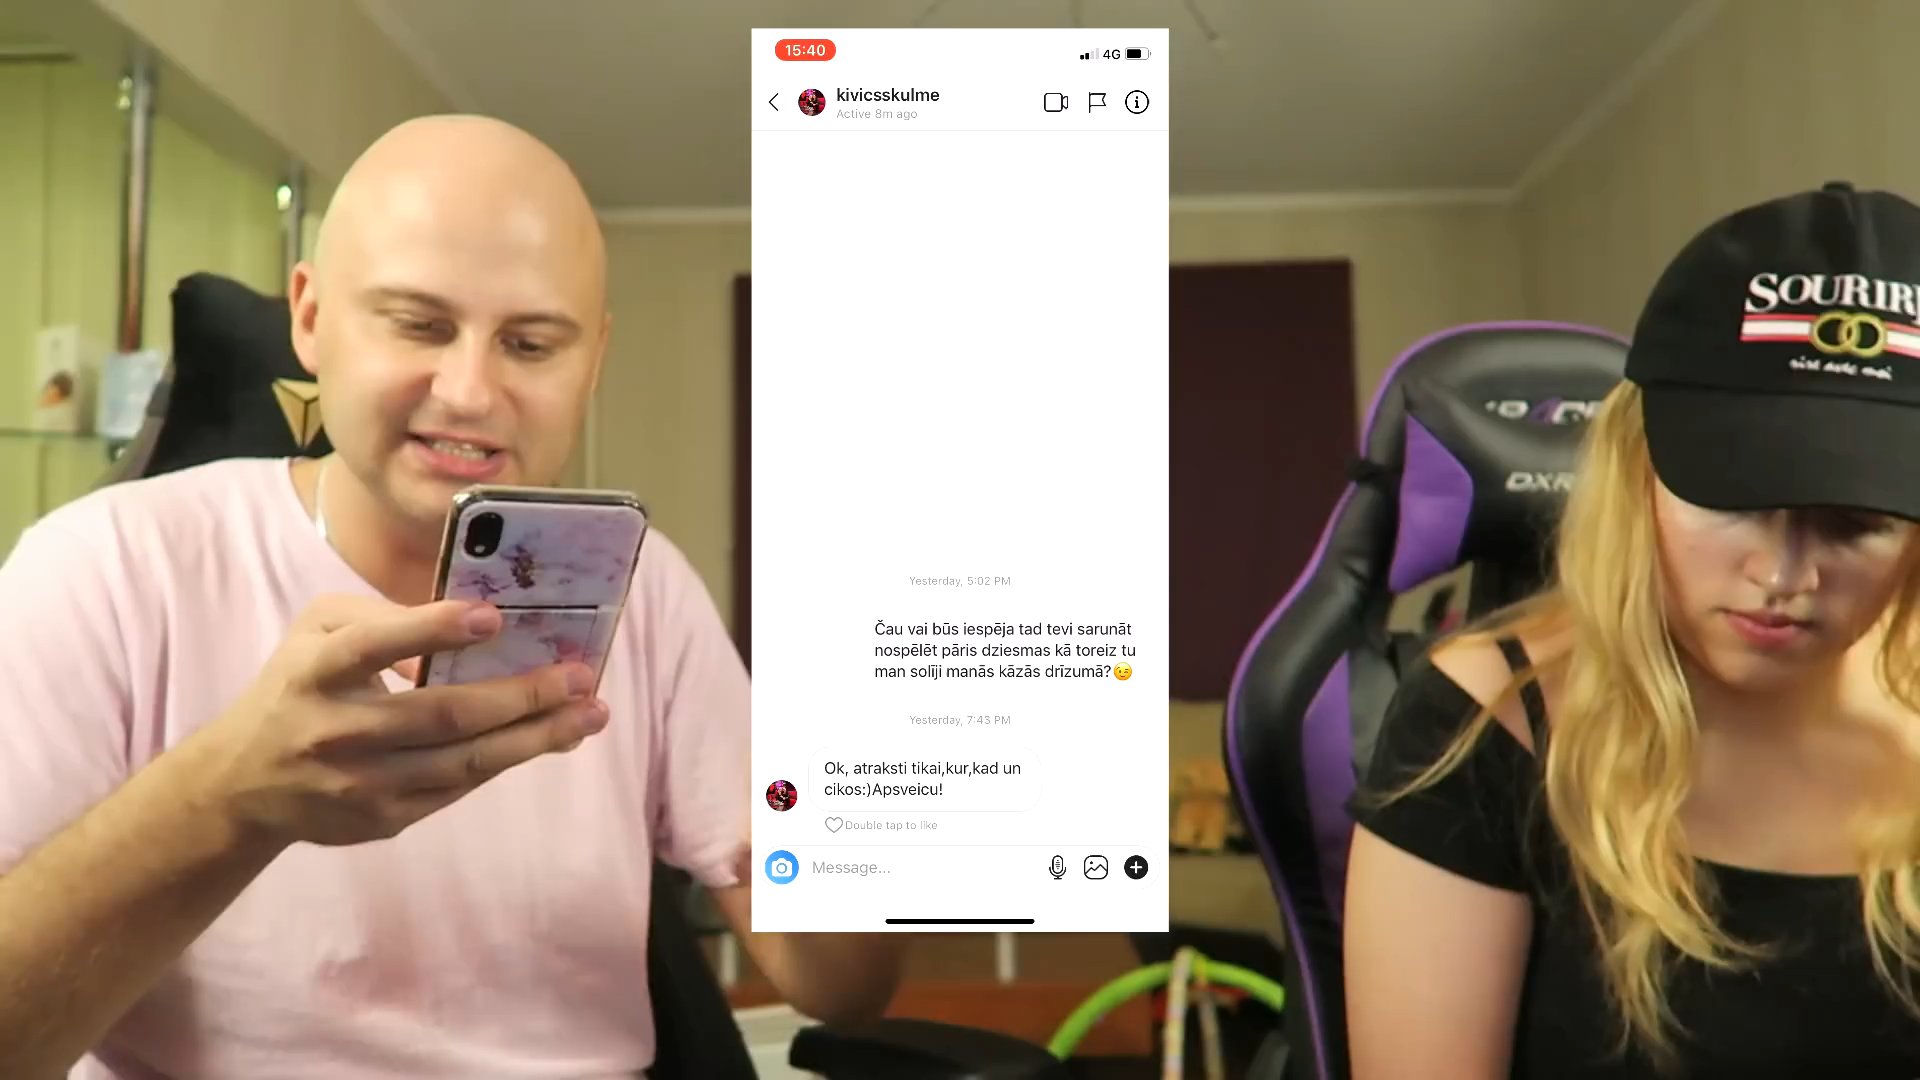 15:40
4G
kivicsskulme
Active 8m ago
Yesterday, 5:02 PM
Čau vai būs iespēja tad tevi sarunāt
nospēlēt pāris dziesmas kā toreiz tu
man solīji manās kāzās drīzumā?😉
Yesterday, 7:43 PM
Ok, atraksti tikai,kur,kad un
cikos:)Apsveicu!
Double tap to like
Message...
SOURIR
DXR